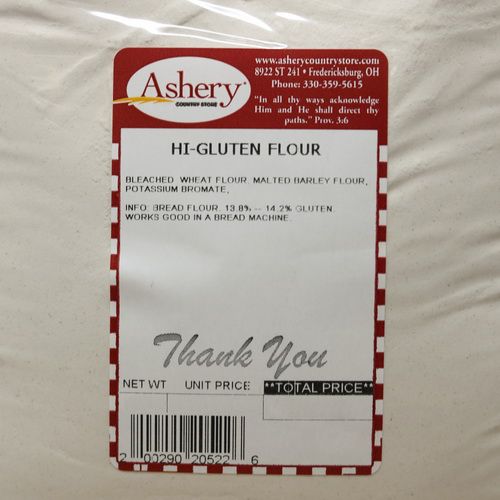 Ashery
COUNTRY STORE
www.asherycountrystore.com
8922 ST 241 • Fredericksburg, OH
Phone: 330-359-5615
"In all thy ways acknowledge
Him and He shall direct thy
paths." Prov. 3:6
HI-GLUTEN FLOUR
BLEACHED WHEAT FLOUR. MALTED BARLEY FLOUR,
POTASSIUM BROMATE,
INFO: BREAD FLOUR. 13.8% -- 14.2% GLUTEN.
WORKS GOOD IN A BREAD MACHINE.
Thank You
NET WT UNIT PRICE **TOTAL PRICE**
2 00290 20522 6